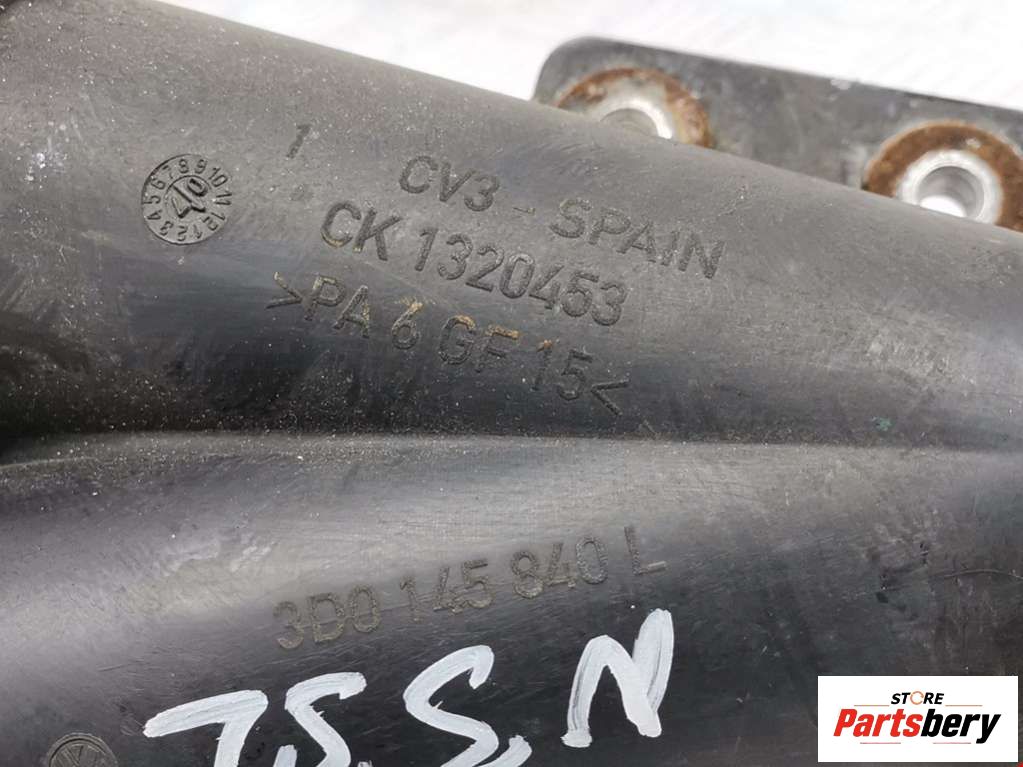 1
CV3 - SPAIN
CK 1320453
>PA 6 GF 15<
3D0 145 840 L
STORE
Partsbery